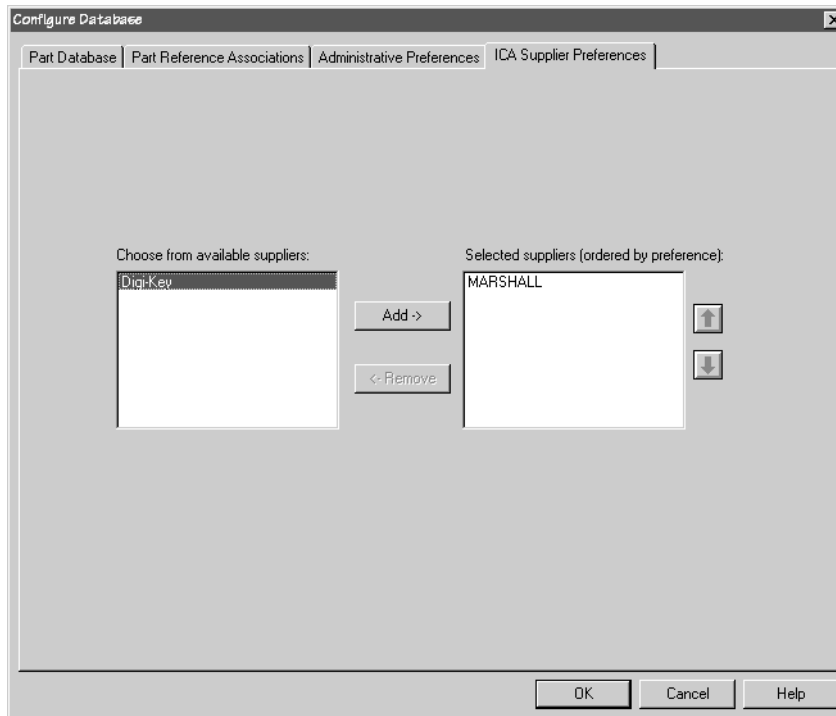 Configure Database
Part Database Part Reference Associations Administrative Preferences ICA Supplier Preferences
Choose from available suppliers: Selected suppliers (ordered by preference):
Digi-Key MARSHALL
Add ->
<- Remove
OK Cancel Help